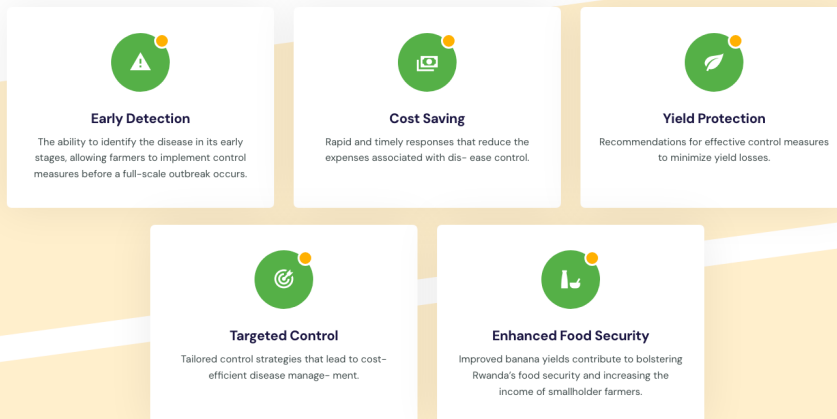 Early Detection
The ability to identify the disease in its early
stages, allowing farmers to implement control
measures before a full-scale outbreak occurs.
Cost Saving
Rapid and timely responses that reduce the
expenses associated with dis- ease control.
Yield Protection
Recommendations for effective control measures
to minimize yield losses.
Targeted Control
Tailored control strategies that lead to cost-
efficient disease manage- ment.
Enhanced Food Security
Improved banana yields contribute to bolstering
Rwanda's food security and increasing the
income of smallholder farmers.